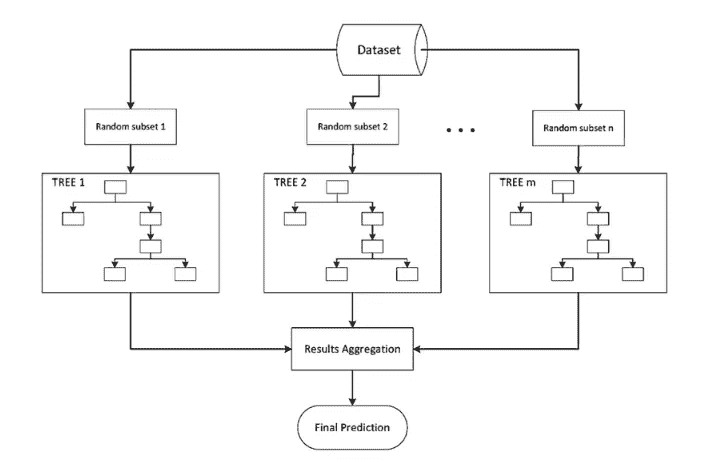 Dataset
Random subset 1
Random subset 2
...
Random subset n
TREE 1
TREE 2
TREE m
Results Aggregation
Final Prediction